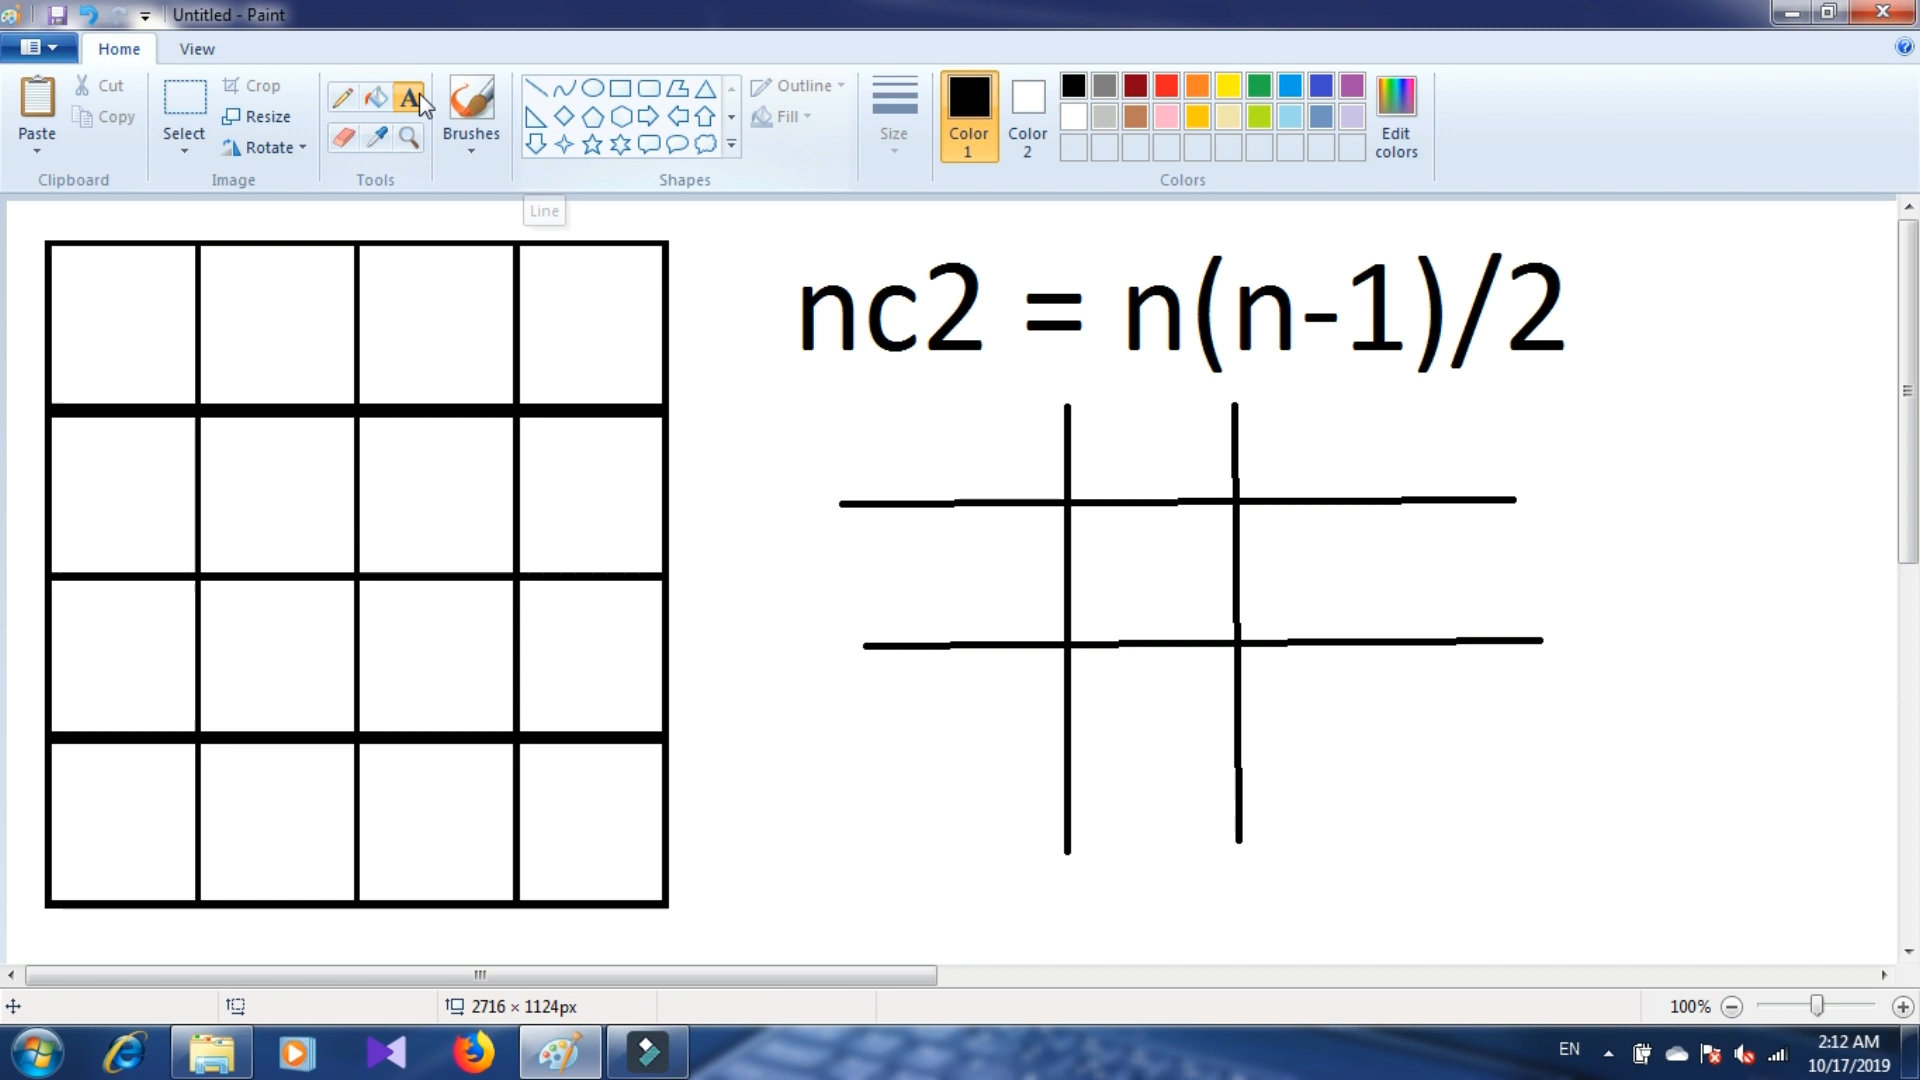 Untitled - Paint
Home View
Paste
Cut
Copy
Clipboard
Select
Crop
Resize
Rotate
Image
A
Tools
Brushes
Shapes
Outline
Fill
Size
Color 1
Color 2
Colors
Edit colors
Line
nc2 = n(n-1)/2
2716 × 1124px
100%
EN
2:12 AM
10/17/2019